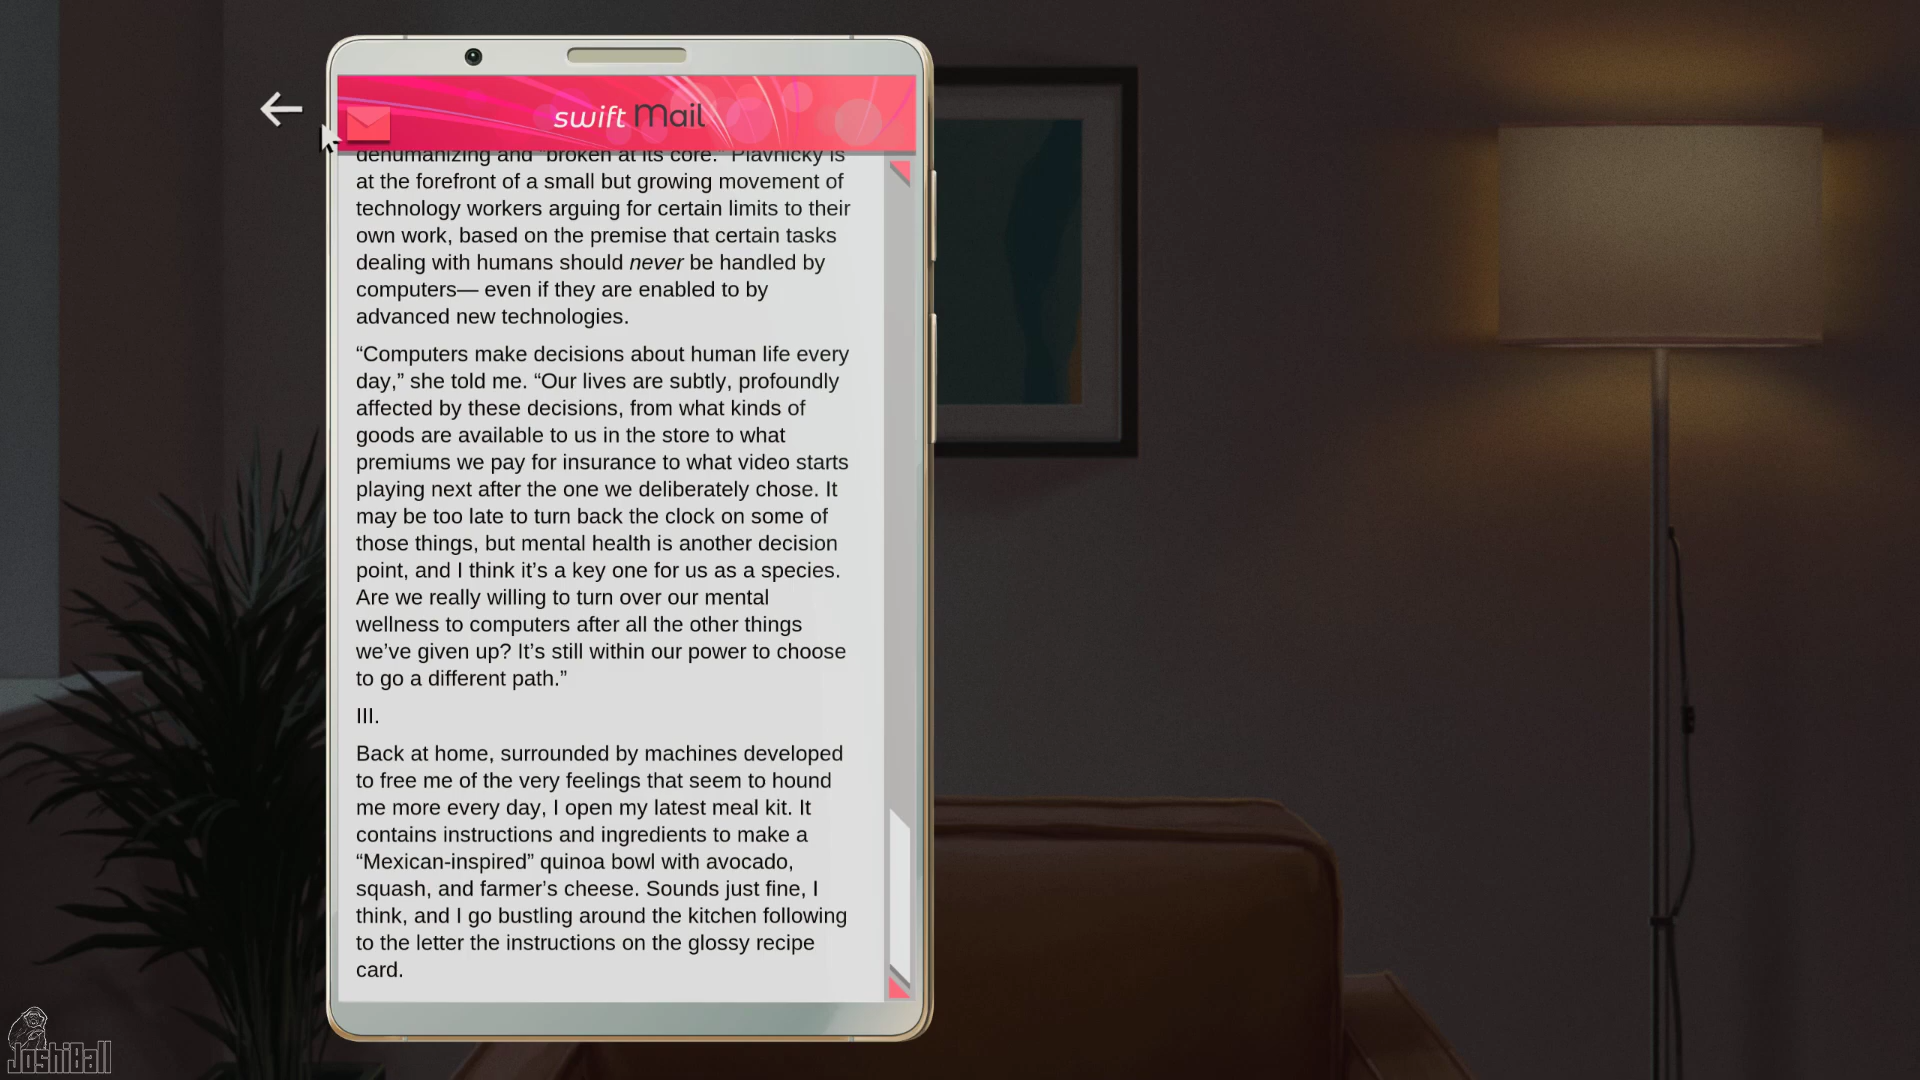 swift Mail
dehumanizing and “broken at its core.” Plavnicky is
at the forefront of a small but growing movement of
technology workers arguing for certain limits to their
own work, based on the premise that certain tasks
dealing with humans should never be handled by
computers— even if they are enabled to by
advanced new technologies.
“Computers make decisions about human life every
day,” she told me. “Our lives are subtly, profoundly
affected by these decisions, from what kinds of
goods are available to us in the store to what
premiums we pay for insurance to what video starts
playing next after the one we deliberately chose. It
may be too late to turn back the clock on some of
those things, but mental health is another decision
point, and I think it’s a key one for us as a species.
Are we really willing to turn over our mental
wellness to computers after all the other things
we’ve given up? It’s still within our power to choose
to go a different path.”
III.
Back at home, surrounded by machines developed
to free me of the very feelings that seem to hound
me more every day, I open my latest meal kit. It
contains instructions and ingredients to make a
“Mexican-inspired” quinoa bowl with avocado,
squash, and farmer’s cheese. Sounds just fine, I
think, and I go bustling around the kitchen following
to the letter the instructions on the glossy recipe
card.
JoshiBall